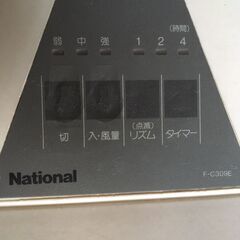 (時間)
弱 中 強 1 2 4
(点滅)
切 入・風量 リズム タイマー
National F-C309E